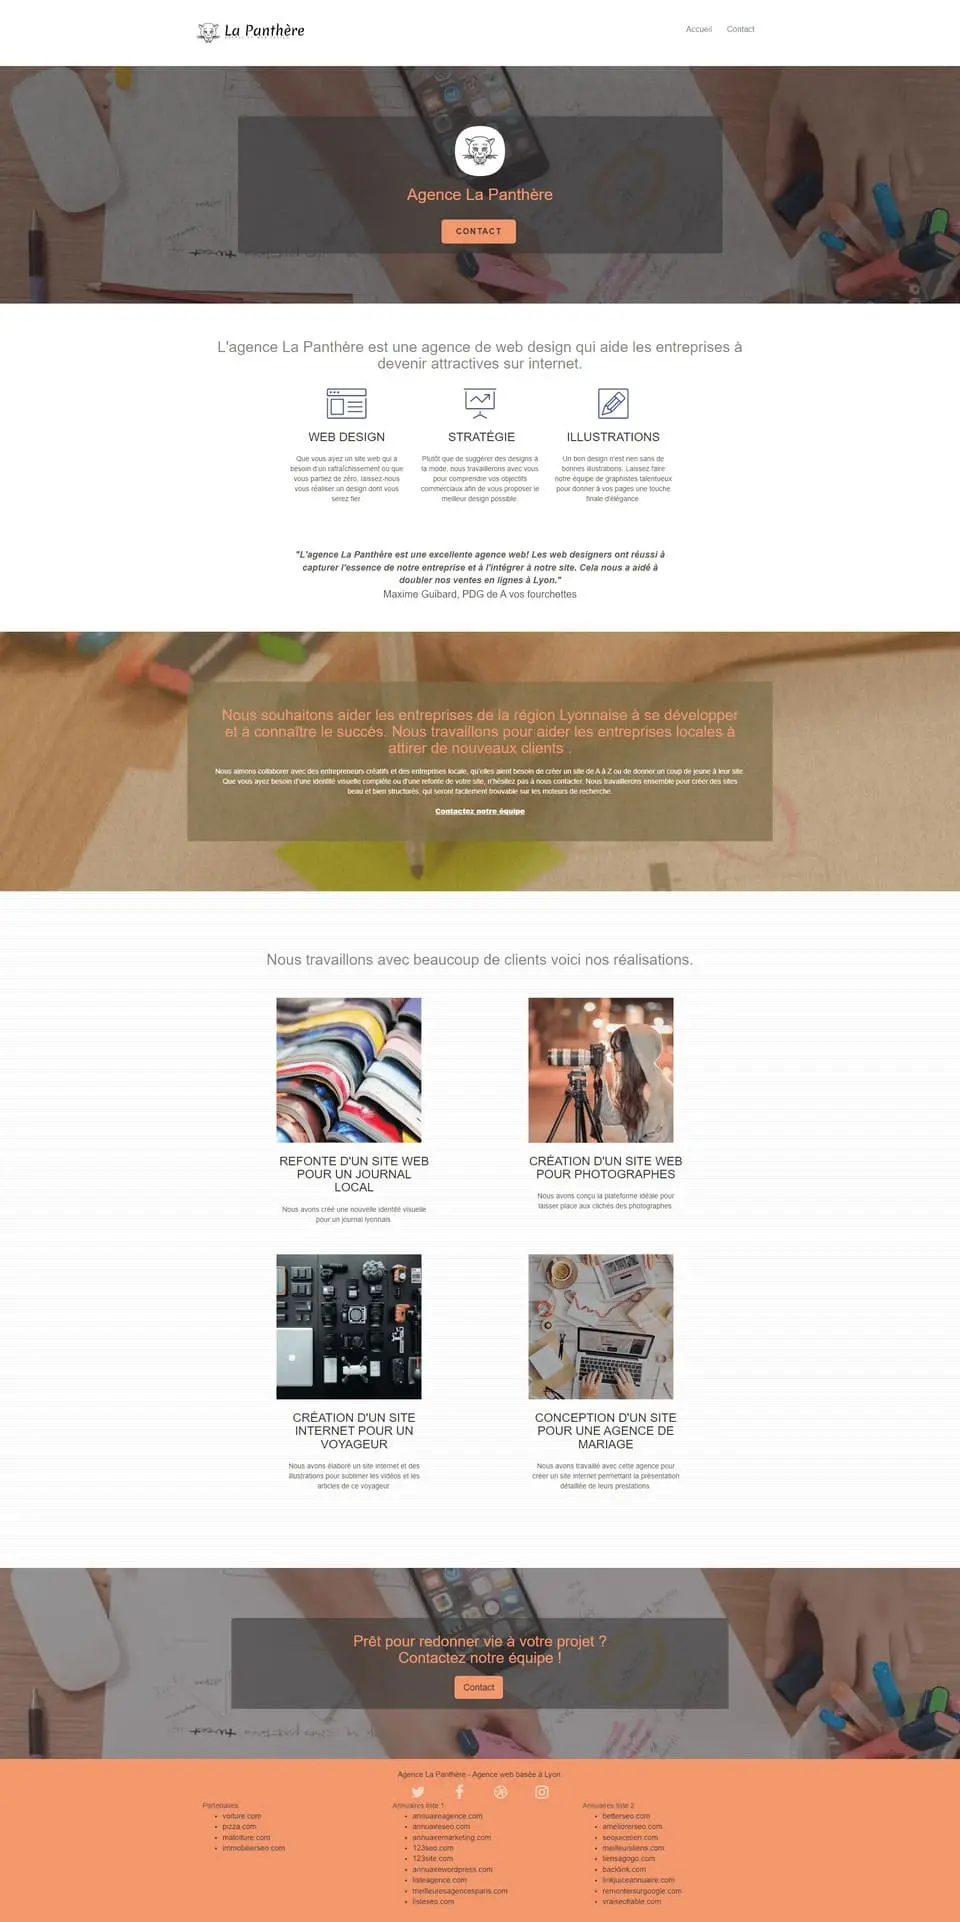 La Panthère
Accueil Contact
Agence La Panthère
CONTACT
L'agence La Panthère est une agence de web design qui aide les entreprises à
devenir attractives sur internet.
WEB DESIGN
Que vous ayez un site web qui a
besoin d'un rafraîchissement ou que
vous partiez de zéro, laissez-nous
vous réaliser un design dont vous
serez fier.
STRATÉGIE
Plutôt que de suggérer des designs à
la mode, nous travaillerons avec vous
pour comprendre vos objectifs
commerciaux afin de vous proposer le
meilleur design possible.
ILLUSTRATIONS
Un bon design n'est rien sans de
bonnes illustrations. Laissez faire
notre équipe de graphistes talentueux
pour donner à vos pages une touche
finale d'élégance.
"L'agence La Panthère est une excellente agence web! Les web designers ont réussi à
capturer l'essence de notre entreprise et à l'intégrer à notre site. Cela nous a aidé à
doubler nos ventes en lignes à Lyon."
Maxime Guibard, PDG de A vos fourchettes
Nous souhaitons aider les entreprises de la région Lyonnaise à se développer
et à connaître le succès. Nous travaillons pour aider les entreprises locales à
attirer de nouveaux clients .
Nous aimons collaborer avec des entrepreneurs créatifs et des entreprises locale, qu'elles aient besoin de créer un site de A à Z ou de donner un coup de jeune à leur site.
Que vous ayez besoin d'une identité visuelle complète ou d'une refonte de votre site, n'hésitez pas à nous contacter. Nous travaillerons ensemble pour créer des sites
beau et bien structurés, qui seront facilement trouvable sur les moteurs de recherche.
Contactez notre équipe
Nous travaillons avec beaucoup de clients voici nos réalisations.
REFONTE D'UN SITE WEB
POUR UN JOURNAL
LOCAL
Nous avons créé une nouvelle identité visuelle
pour un journal lyonnais.
CRÉATION D'UN SITE WEB
POUR PHOTOGRAPHES
Nous avons conçu la plateforme idéale pour
laisser place aux clichés des photographes
CRÉATION D'UN SITE
INTERNET POUR UN
VOYAGEUR
Nous avons élaboré un site internet et des
illustrations pour sublimer les vidéos et les
articles de ce voyageur
CONCEPTION D'UN SITE
POUR UNE AGENCE DE
MARIAGE
Nous avons travaillé avec cette agence pour
créer un site internet permettant la présentation
détaillée de leurs prestations.
Prêt pour redonner vie à votre projet ?
Contactez notre équipe !
Contact
Agence La Panthère - Agence web basée à Lyon
Partenaires
voiture.com
pizza.com
matoiture.com
immobilierseo.com
Annuaires liste 1
annuaireagence.com
annuaireseo.com
annuairemarketing.com
123seo.com
123site.com
annuairewordpress.com
listeagence.com
meilleuresagencesparis.com
listeseo.com
Annuaires liste 2
betterseo.com
ameliorerseo.com
seojuicelien.com
meilleursliens.com
liensagogo.com
backlink.com
linkjuiceannuaire.com
remontersurgoogle.com
vraisetfiable.com